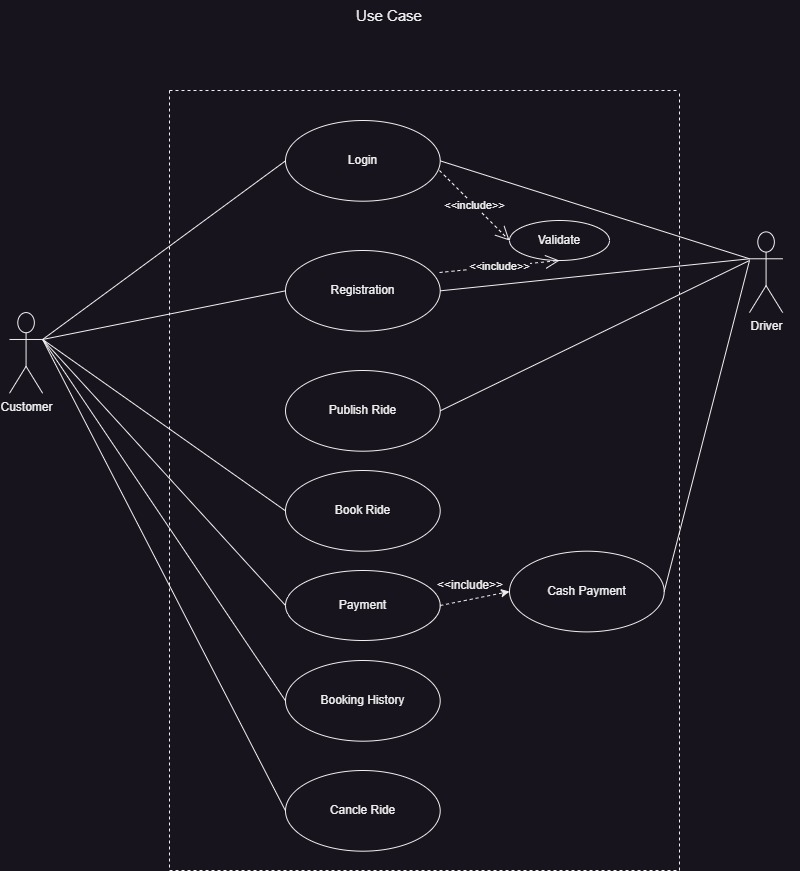 Use Case
Login
<<include>>
Validate
<<include>>
Registration
Driver
Customer
Publish Ride
Book Ride
<<include>>
Cash Payment
Payment
Booking History
Cancle Ride